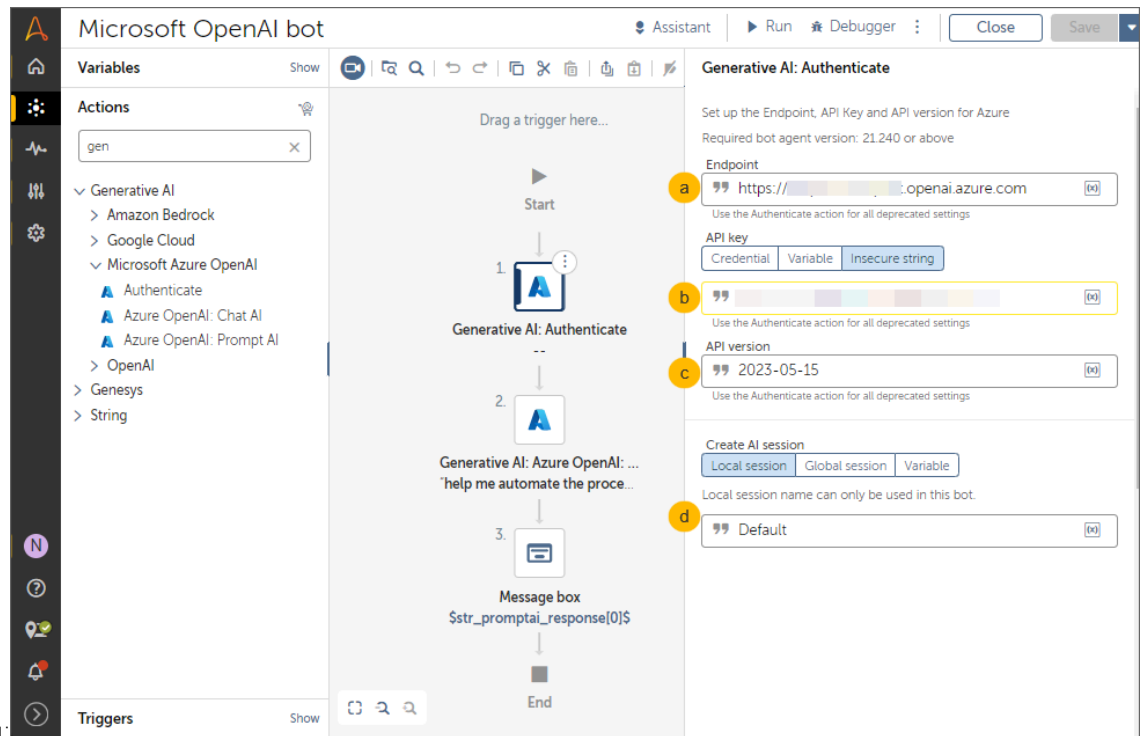 Microsoft OpenAI bot
Assistant
Run
Debugger
Close
Save
Variables
Show
Actions
gen
Generative AI
Amazon Bedrock
Google Cloud
Microsoft Azure OpenAI
Authenticate
Azure OpenAI: Chat AI
Azure OpenAI: Prompt AI
OpenAI
Genesys
String
N
Triggers
Show
Drag a trigger here...
Start
1.
Generative AI: Authenticate
--
2.
Generative AI: Azure OpenAI: ...
"help me automate the proce...
3.
Message box
$str_promptai_response[0]$
End
Generative AI: Authenticate
Set up the Endpoint, API Key and API version for Azure
Required bot agent version: 21.240 or above
Endpoint
a
https:// .openai.azure.com
(x)
Use the Authenticate action for all deprecated settings
API key
Credential
Variable
Insecure string
b
(x)
Use the Authenticate action for all deprecated settings
API version
c
2023-05-15
(x)
Use the Authenticate action for all deprecated settings
Create AI session
Local session
Global session
Variable
Local session name can only be used in this bot.
d
Default
(x)